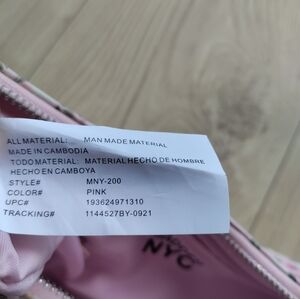 ALL MATERIAL: MAN MADE MATERIAL
MADE IN CAMBODIA
TODO MATERIAL: MATERIAL HECHO DE HOMBRE
HECHO EN CAMBOYA
STYLE# MNY-200
COLOR# PINK
UPC# 193624971310
TRACKING# 1144527BY-0921
NYC